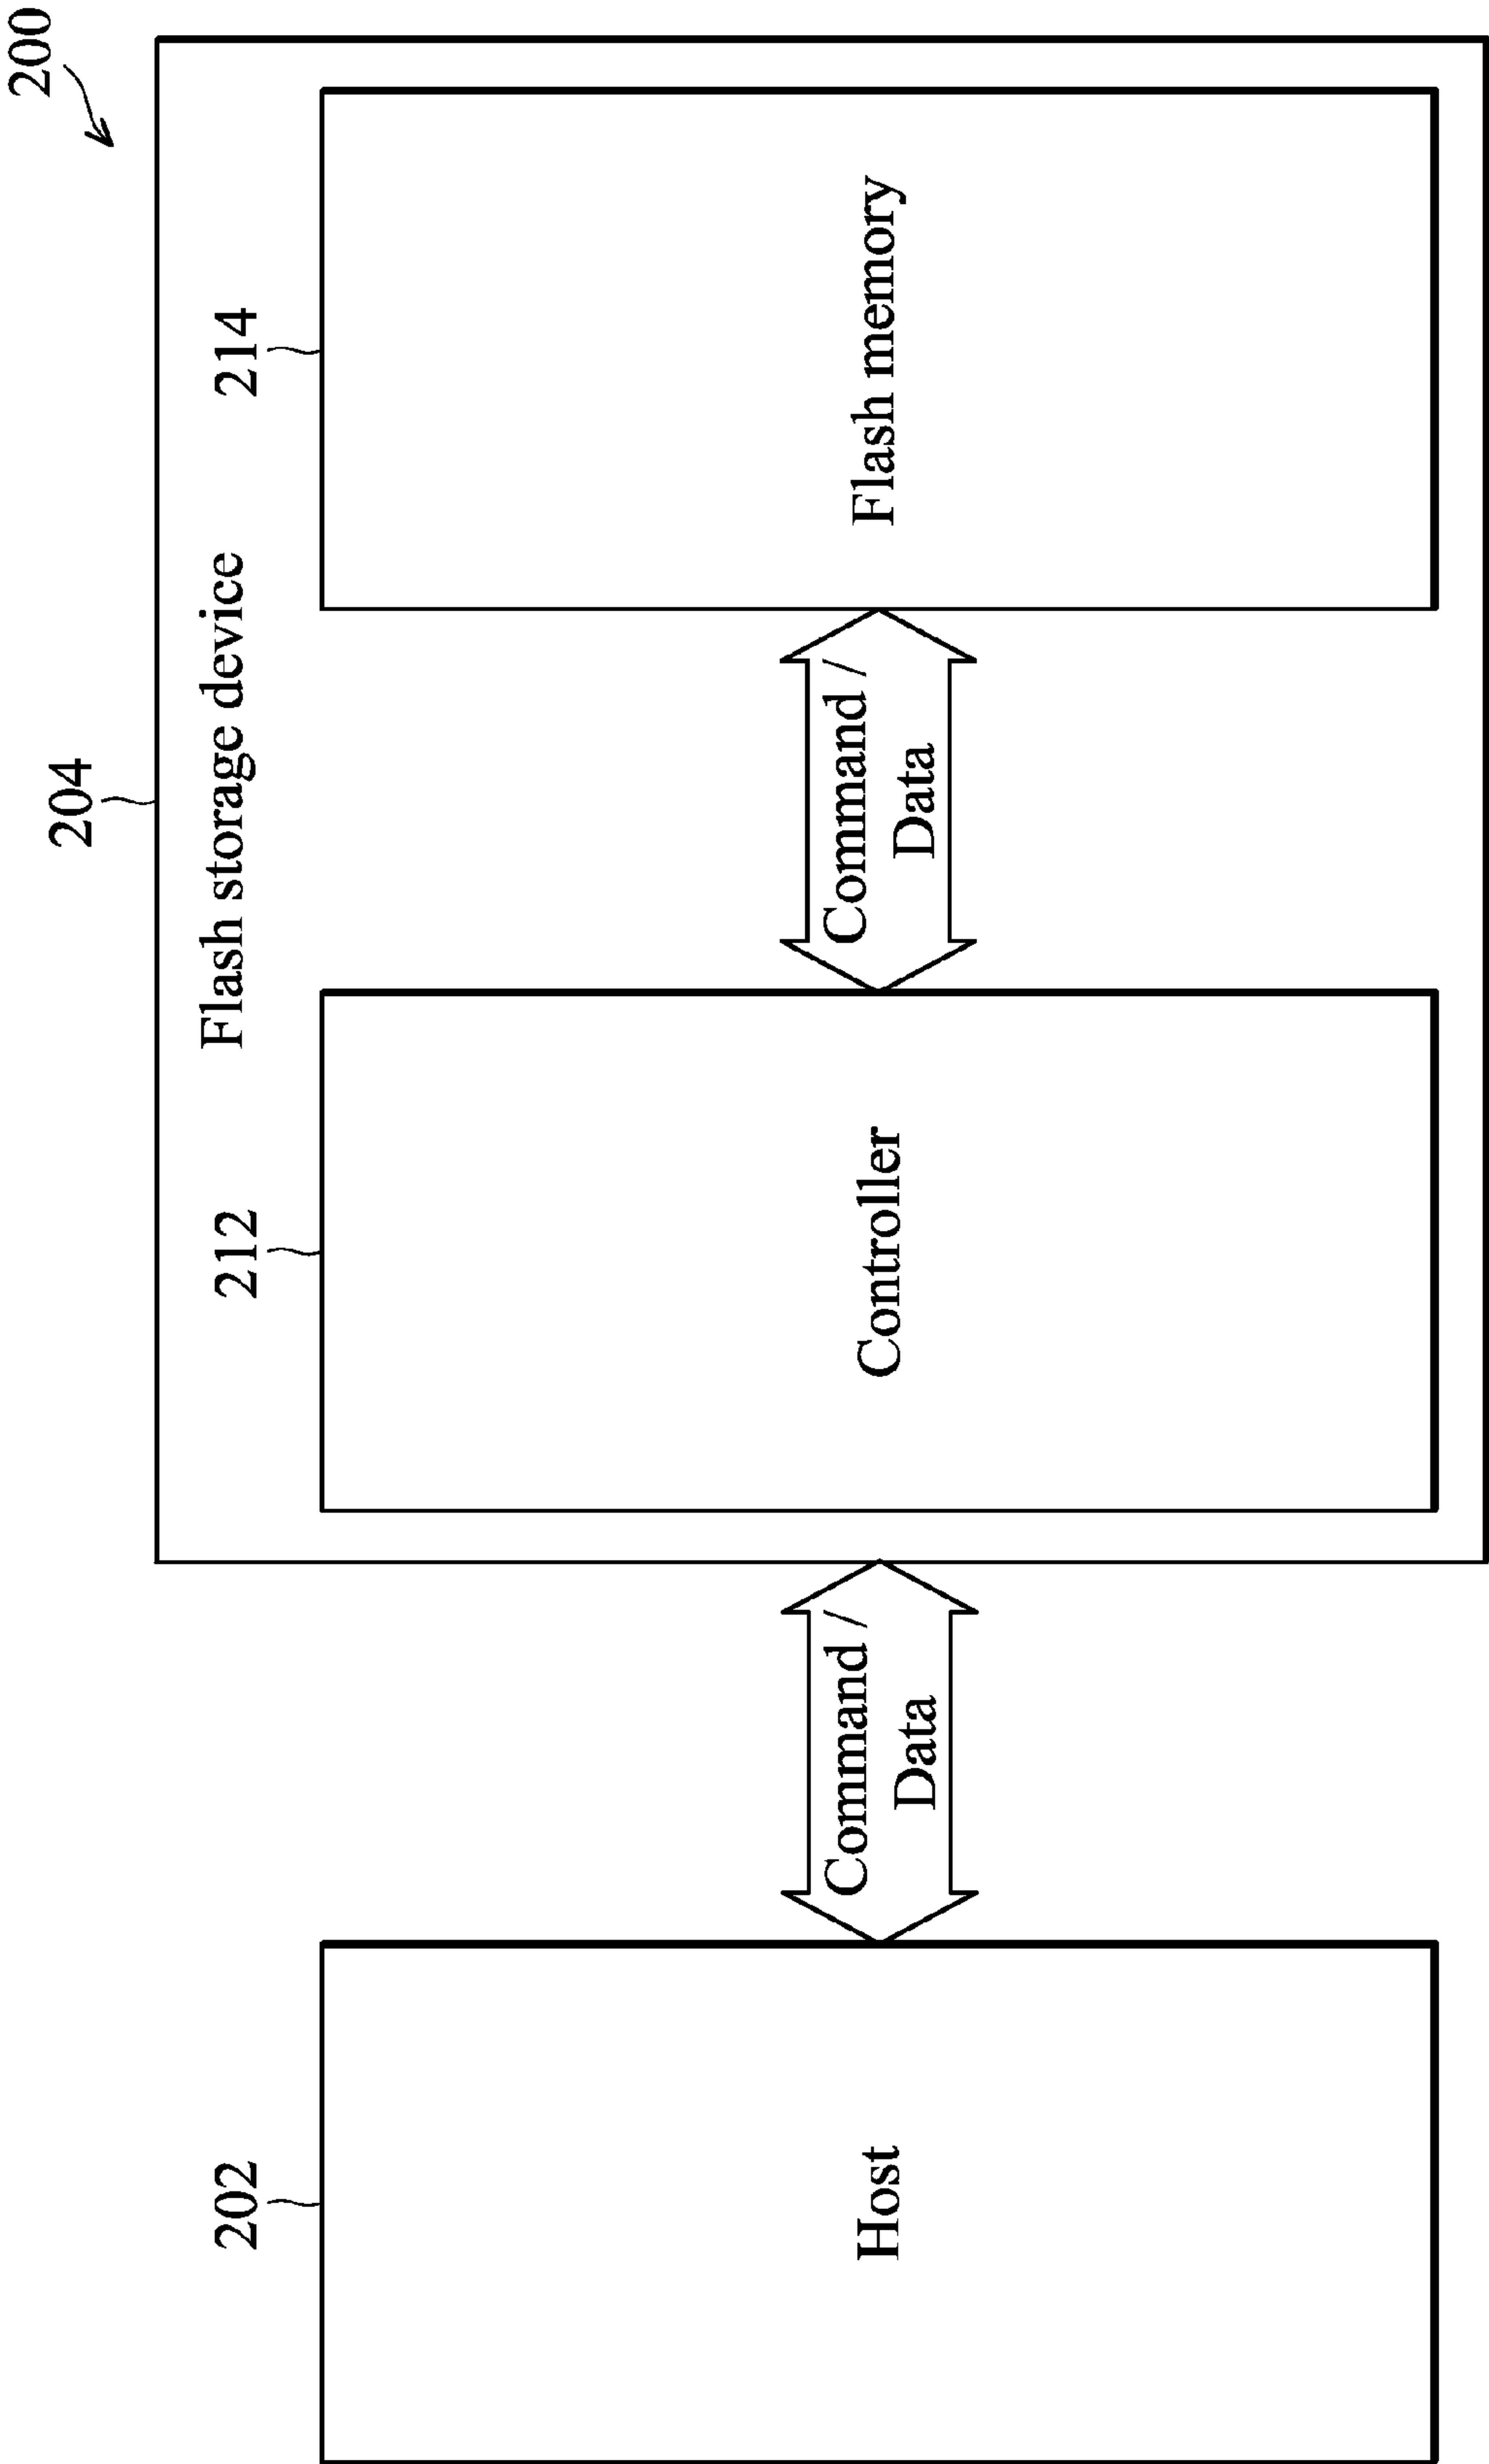 200
204
Flash storage device
202
212
214
Host
Command /
Data
Controller
Command /
Data
Flash memory